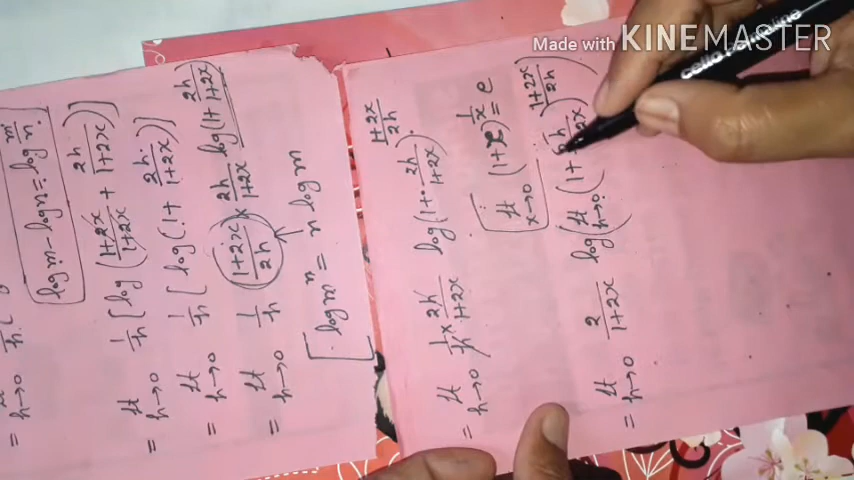 log m - log n = log m/n
= lt h→0 1/h [ log ( (1+2x)/(1+2x) + 2h/(1+2x) ) ]
= lt h→0 1/h [ log ( 1 + 2h/(1+2x) ) ]
= lt h→0 1/h (1+2x)/2h × 2h/(1+2x) log ( 1 + 2h/(1+2x) )
[ log mⁿ = n log m
= lt h→0 1/h × 2h/(1+2x) log ( 1 + 2h/(1+2x) )^((1+2x)/2h)
lt x→0 (1+x)^(1/x) = e
= lt h→0 2/(1+2x) log ( lt h→0 ( 1 + 2h/(1+2x) )^((1+2x)/2h) )
Made with KINEMASTER
cello